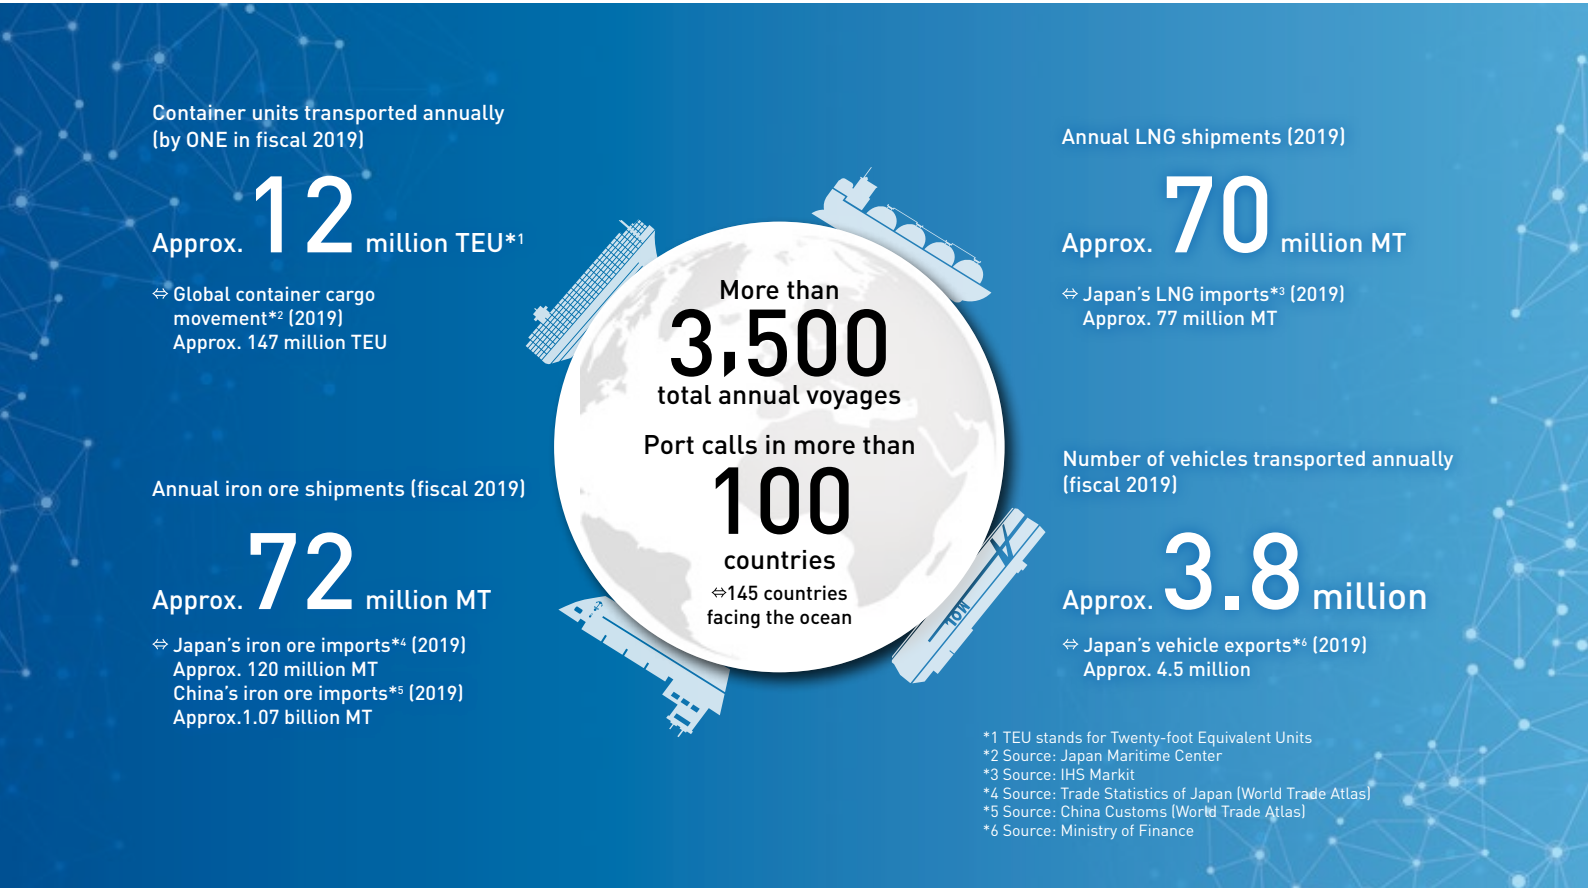 Container units transported annually
(by ONE in fiscal 2019)
Approx. 12 million TEU*1
⇔ Global container cargo
movement*2 (2019)
Approx. 147 million TEU
Annual iron ore shipments (fiscal 2019)
Approx. 72 million MT
⇔ Japan's iron ore imports*4 (2019)
Approx. 120 million MT
China's iron ore imports*5 (2019)
Approx.1.07 billion MT
More than
3,500
total annual voyages
Port calls in more than
100
countries
⇔145 countries
facing the ocean
MOL
Annual LNG shipments (2019)
Approx. 70 million MT
⇔ Japan's LNG imports*3 (2019)
Approx. 77 million MT
Number of vehicles transported annually
(fiscal 2019)
Approx. 3.8 million
⇔ Japan's vehicle exports*6 (2019)
Approx. 4.5 million
*1 TEU stands for Twenty-foot Equivalent Units
*2 Source: Japan Maritime Center
*3 Source: IHS Markit
*4 Source: Trade Statistics of Japan (World Trade Atlas)
*5 Source: China Customs (World Trade Atlas)
*6 Source: Ministry of Finance